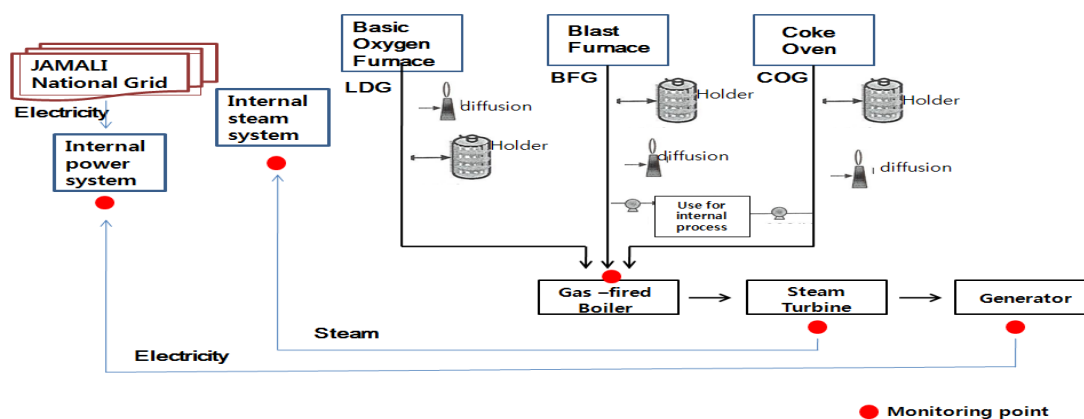 JAMALI
National Grid
Electricity
Internal
power
system
Internal
steam
system
Basic
Oxygen
Furnace
LDG
diffusion
Holder
Blast
Furnace
BFG
Holder
diffusion
Coke
Oven
COG
Holder
diffusion
Use for
internal
process
Gas –fired
Boiler
Steam
Turbine
Generator
Steam
Electricity
Monitoring point